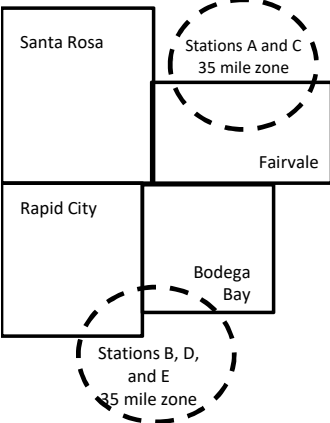 Santa Rosa
Stations A and C
35 mile zone
Fairvale
Rapid City
Bodega
Bay
Stations B, D,
and E
35 mile zone